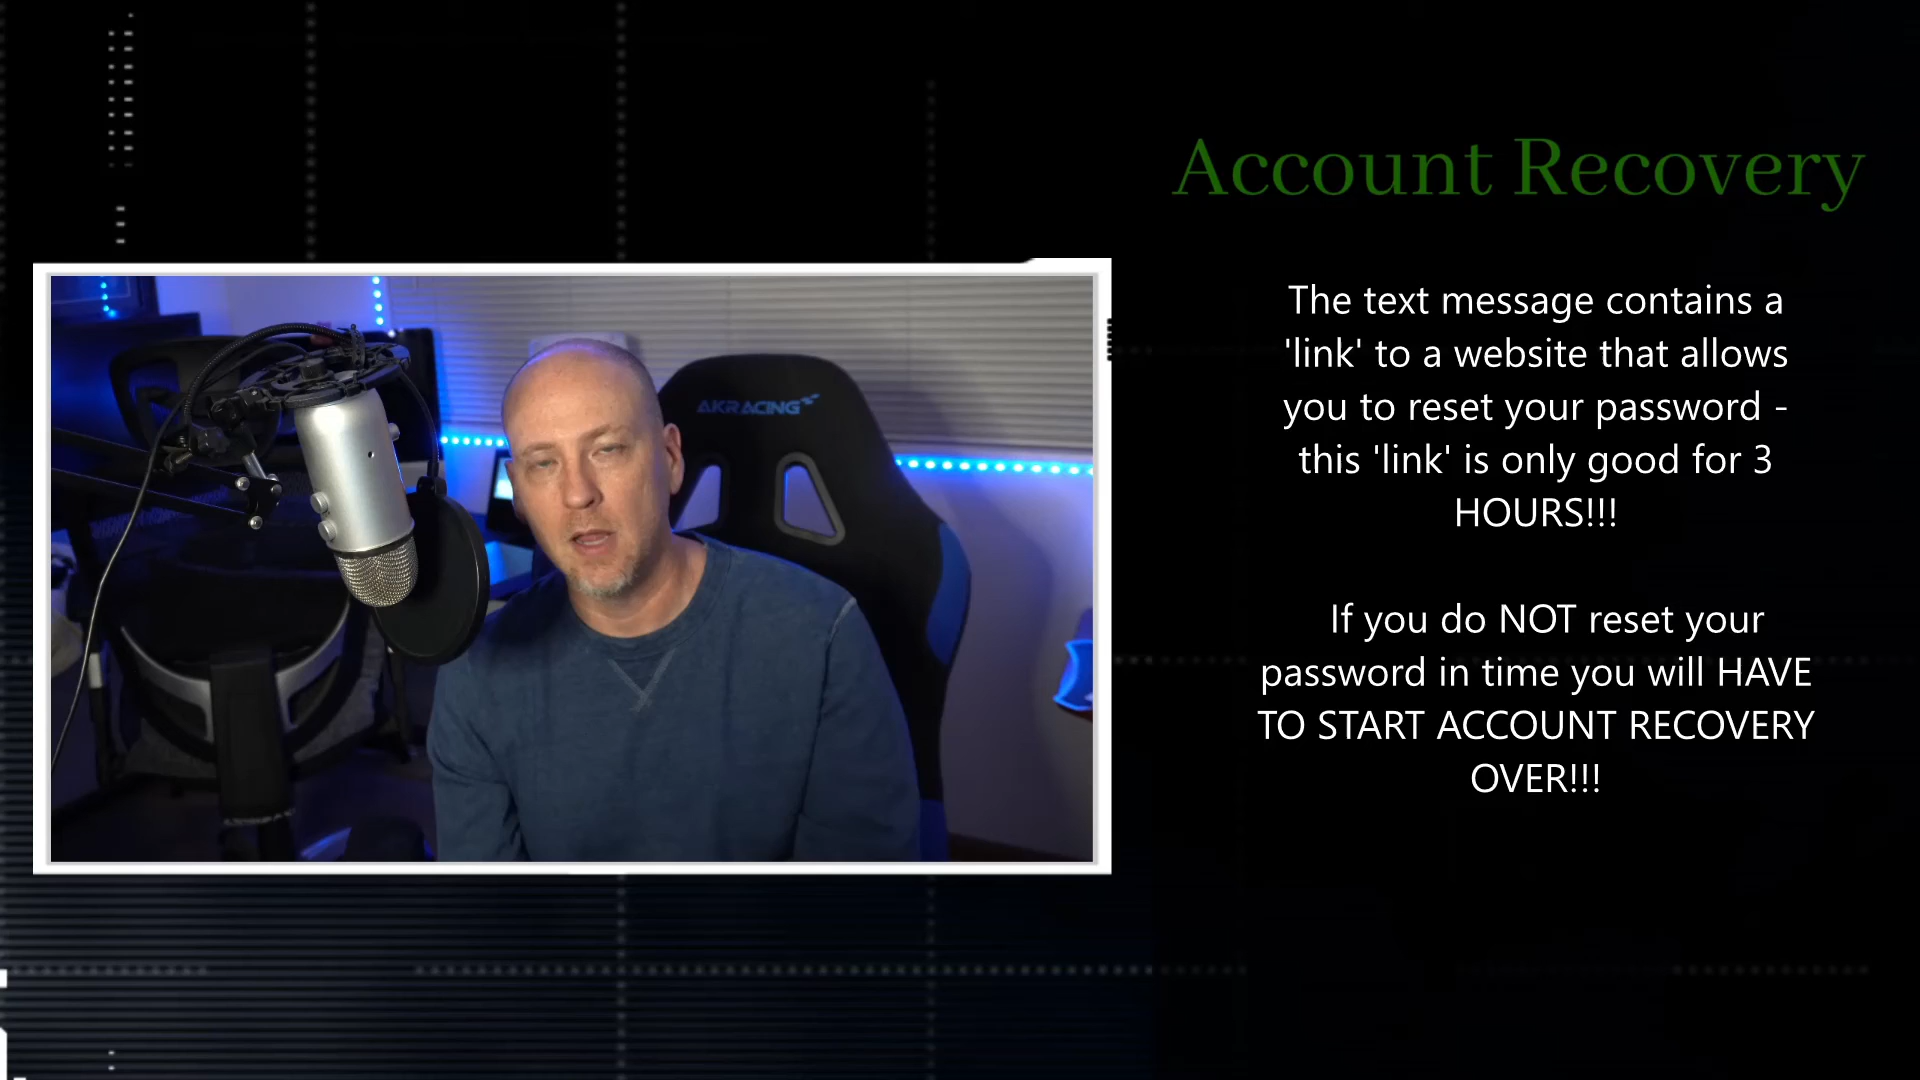 Account Recovery
AKRACING
The text message contains a
'link' to a website that allows
you to reset your password -
this 'link' is only good for 3
HOURS!!!
If you do NOT reset your
password in time you will HAVE
TO START ACCOUNT RECOVERY
OVER!!!